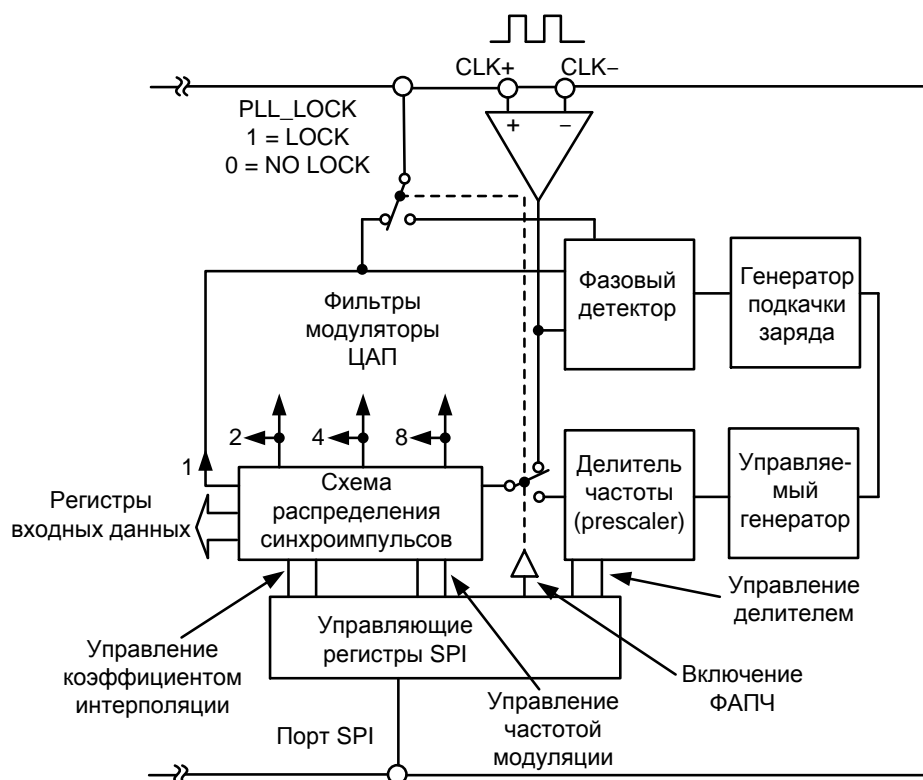 CLK+
CLK−
PLL_LOCK
1 = LOCK
0 = NO LOCK
+
−
Фазовый
детектор
Генератор
подкачки
заряда
Фильтры
модуляторы
ЦАП
2
4
8
1
Регистры
входных данных
Схема
распределения
синхроимпульсов
Делитель
частоты
(prescaler)
Управляе-
мый
генератор
Управление
делителем
Управляющие
регистры SPI
Управление
коэффициентом
интерполяции
Включение
ФАПЧ
Управление
частотой
модуляции
Порт SPI